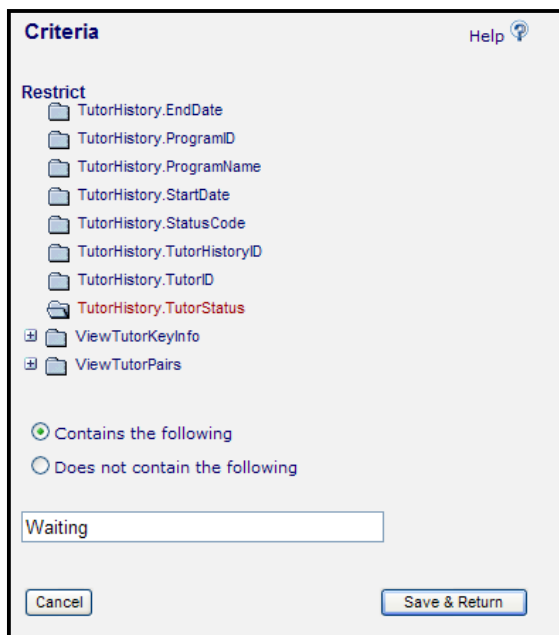 Criteria
Help
Restrict
TutorHistory.EndDate
TutorHistory.ProgramID
TutorHistory.ProgramName
TutorHistory.StartDate
TutorHistory.StatusCode
TutorHistory.TutorHistoryID
TutorHistory.TutorID
TutorHistory.TutorStatus
ViewTutorKeyInfo
ViewTutorPairs
Contains the following
Does not contain the following
Waiting
Cancel
Save & Return